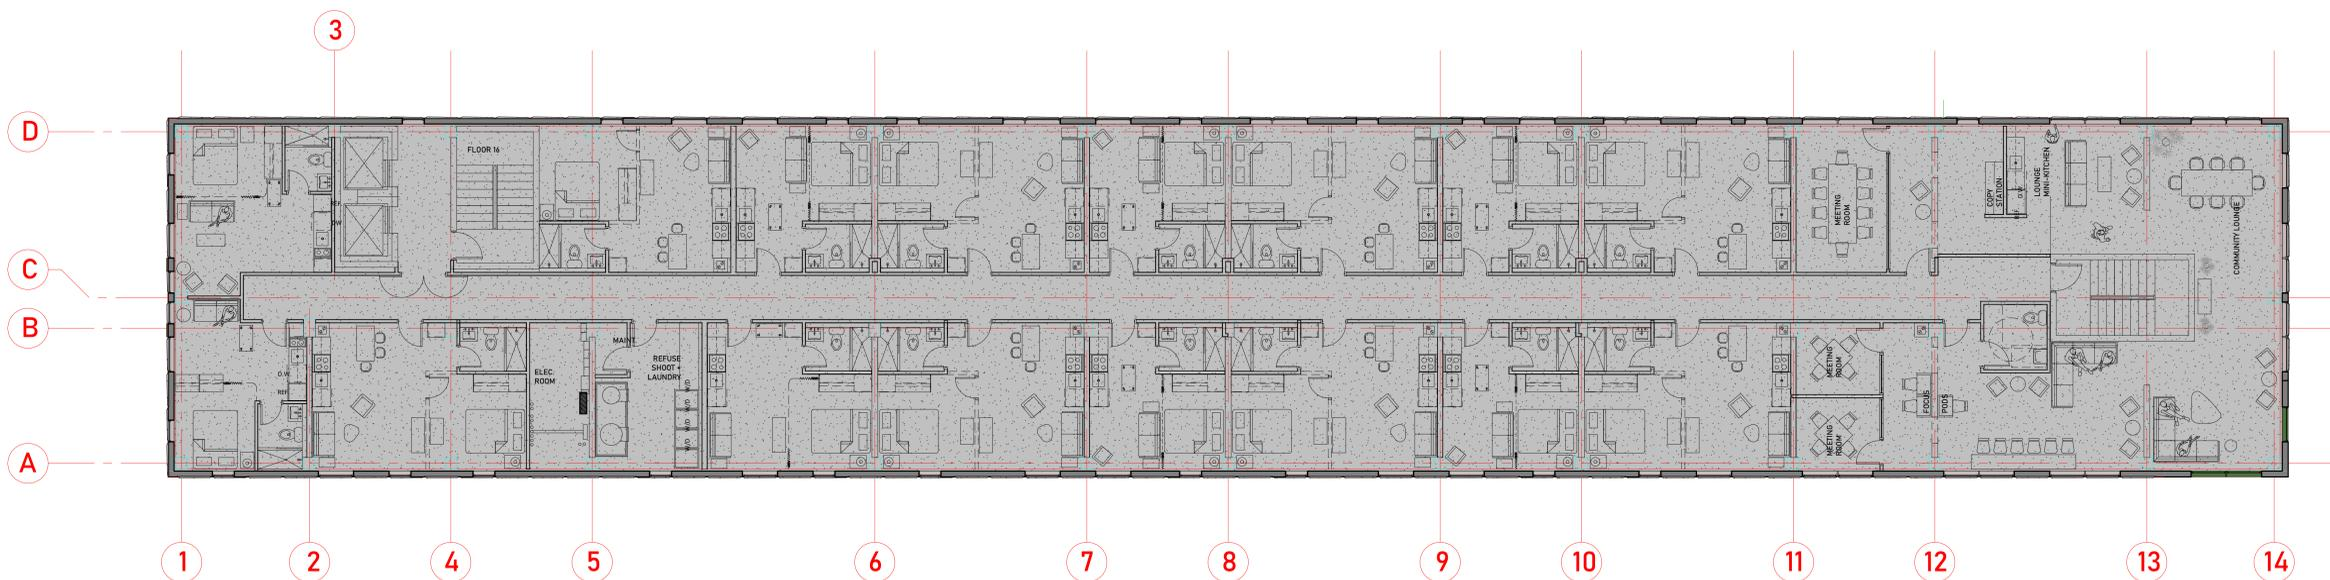 3
D
C
B
A
FLOOR 16
REF.
D.W.
MEETING
ROOM
COPY
STATION
REF.
D.W.
LOUNGE
MINI-KITCHEN
COMMUNITY LOUNGE
D.W.
REF.
ELEC.
ROOM
MAINT.
REFUSE
SHOOT +
LAUNDRY
W/D
W/D
W/D
W/D
MEETING
ROOM
MEETING
ROOM
FOCUS
PODS
1
2
4
5
6
7
8
9
10
11
12
13
14